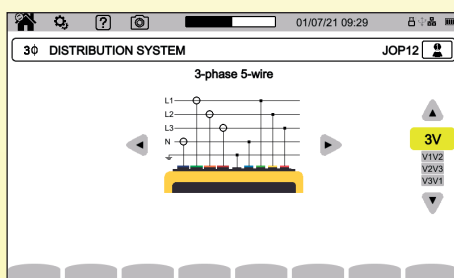 ? 01/07/21 09:29
3Φ DISTRIBUTION SYSTEM JOP12
3-phase 5-wire
L1
L2
L3
N
3V
V1V2
V2V3
V3V1